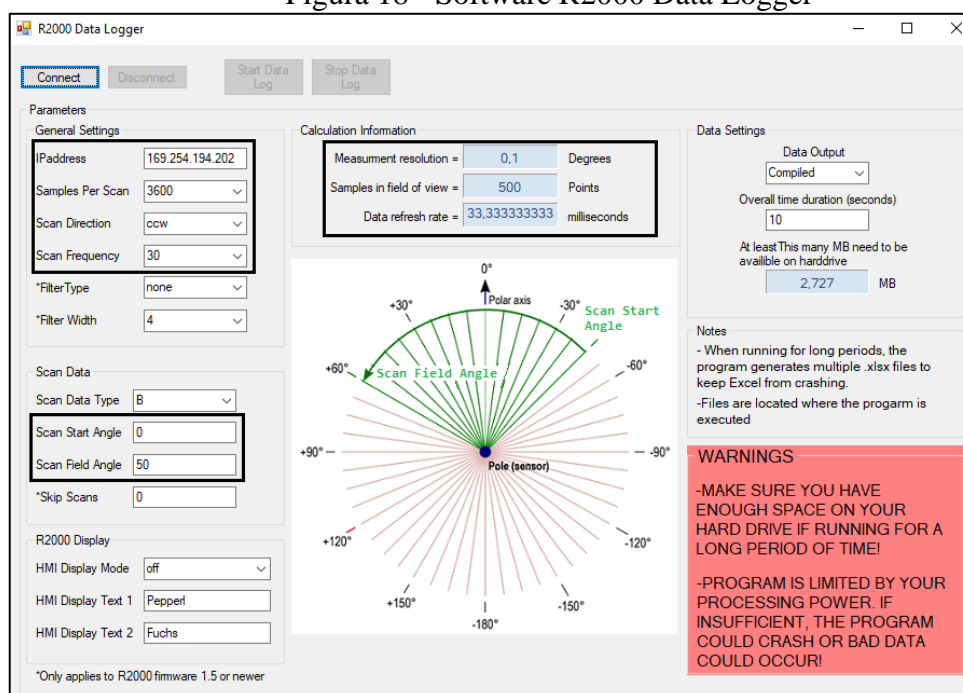 Figura 18 - Software R2000 Data Logger
R2000 Data Logger
Connect
Disconnect
Start Data
Log
Stop Data
Log
Parameters
General Settings
IPaddress 169.254.194.202
Samples Per Scan 3600
Scan Direction ccw
Scan Frequency 30
*FilterType none
*Filter Width 4
Scan Data
Scan Data Type B
Scan Start Angle 0
Scan Field Angle 50
*Skip Scans 0
R2000 Display
HMI Display Mode off
HMI Display Text 1 Pepperl
HMI Display Text 2 Fuchs
*Only applies to R2000 firmware 1.5 or newer
Calculation Information
Measurment resolution = 0,1 Degrees
Samples in field of view = 500 Points
Data refresh rate = 33,333333333 milliseconds
0°
Polar axis
+30°
-30°
Scan Start
Angle
+60°
Scan Field Angle
-60°
+90°
-90°
Pole (sensor)
+120°
-120°
+150°
-150°
-180°
Data Settings
Data Output
Compiled
Overall time duration (seconds)
10
At leastThis many MB need to be
availible on harddrive
2,727 MB
Notes
- When running for long periods, the
program generates multiple .xlsx files to
keep Excel from crashing.
-Files are located where the progarm is
executed
WARNINGS
-MAKE SURE YOU HAVE
ENOUGH SPACE ON YOUR
HARD DRIVE IF RUNNING FOR A
LONG PERIOD OF TIME!
-PROGRAM IS LIMITED BY YOUR
PROCESSING POWER. IF
INSUFFICIENT, THE PROGRAM
COULD CRASH OR BAD DATA
COULD OCCUR!